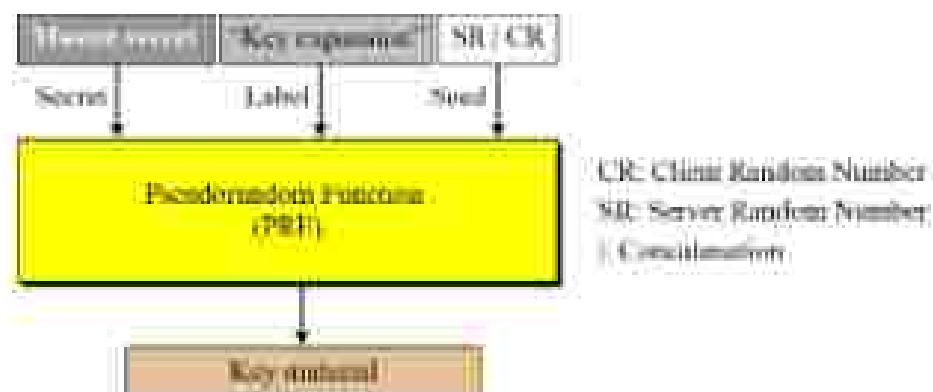 "Key expansion"
SR | CR
Secret
Label
Seed
Pseudorandom Function
(PRF)
CR: Client Random Number
SR: Server Random Number
| Concatenation
Key material